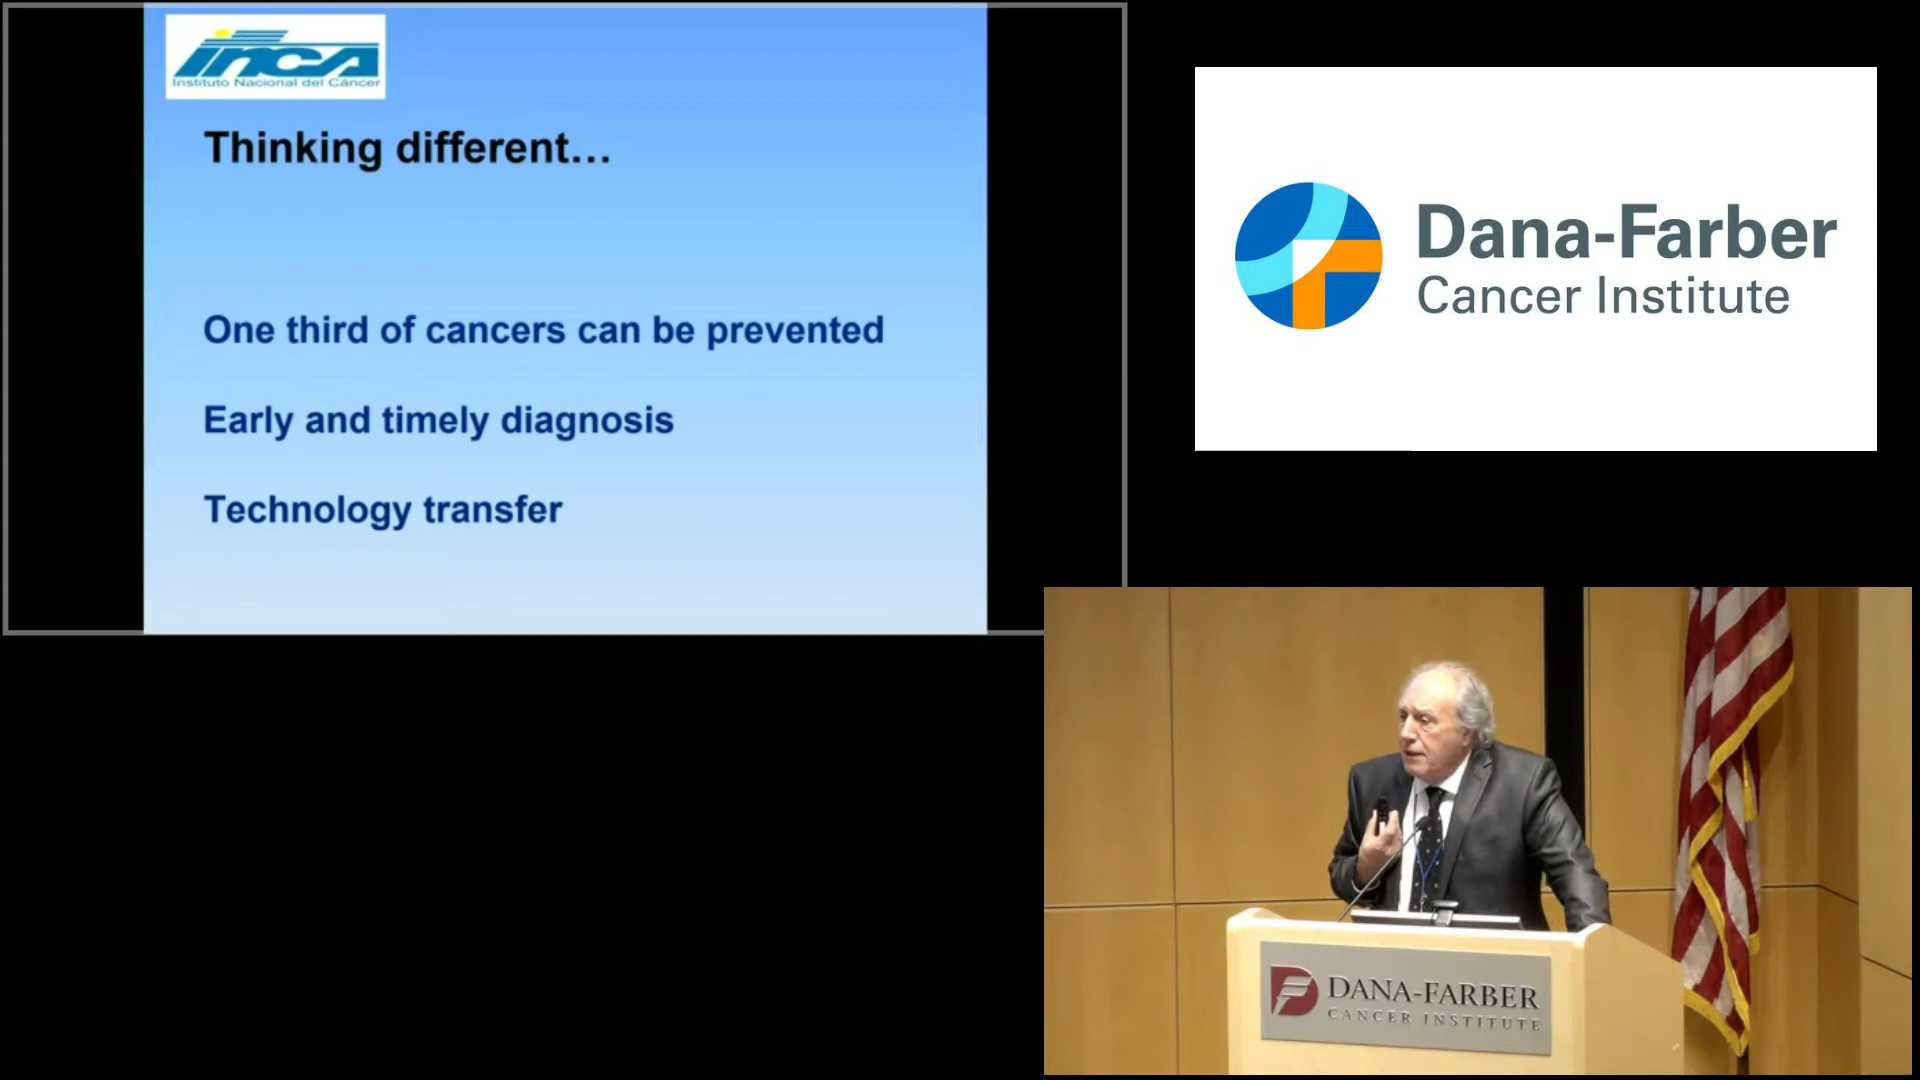 INCA
Instituto Nacional del Cáncer
Thinking different…
One third of cancers can be prevented
Early and timely diagnosis
Technology transfer
Dana-Farber
Cancer Institute
DANA-FARBER
CANCER INSTITUTE